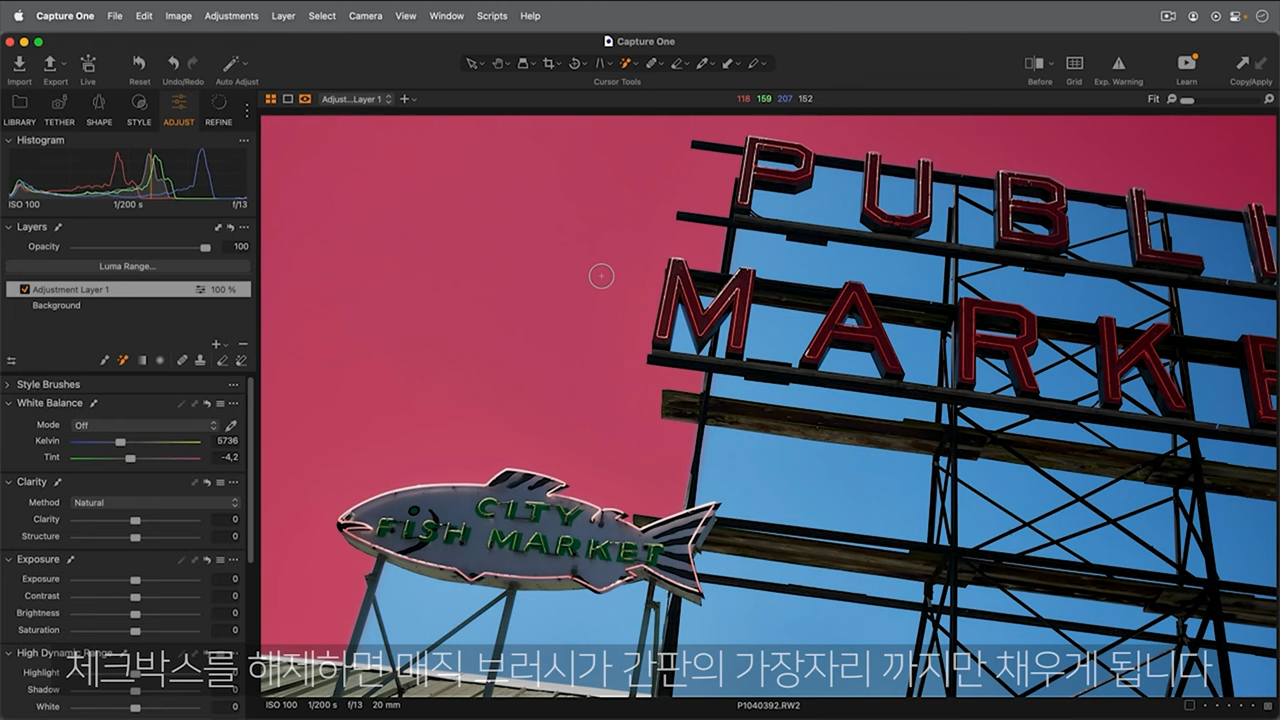 Capture One File Edit Image Adjustments Layer Select Camera View Window Scripts Help
Capture One
Import Export Live Reset Undo/Redo Auto Adjust Cursor Tools Before Grid Exp. Warning Learn Copy/Apply
LIBRARY TETHER SHAPE STYLE ADJUST REFINE
Adjust...Layer 1
118 159 207 152
Fit
Histogram
ISO 100 1/200 s f/13
Layers
Opacity 100
Luma Range...
Adjustment Layer 1 100 %
Background
Style Brushes
White Balance
Mode Off
Kelvin 5736
Tint -4,2
Clarity
Method Natural
Clarity 0
Structure 0
Exposure
Exposure 0
Contrast 0
Brightness 0
Saturation 0
High Dynamic Range
Highlight
Shadow 0
White 0
PUBLI
MARKE
CITY
FISH MARKET
체크박스를 해제하면 매직 브러시가 간판의 가장자리 까지만 채우게 됩니다
ISO 100 1/200 s f/13 20 mm P1040392.RW2